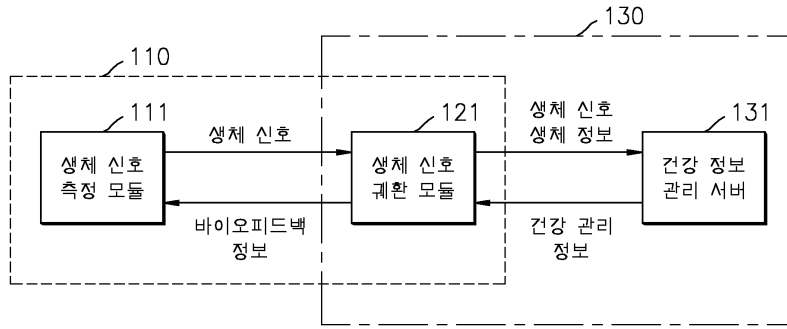 130
110
111
생체 신호
측정 모듈
생체 신호
바이오피드백
정보
121
생체 신호
궤환 모듈
생체 신호
생체 정보
건강 관리
정보
131
건강 정보
관리 서버